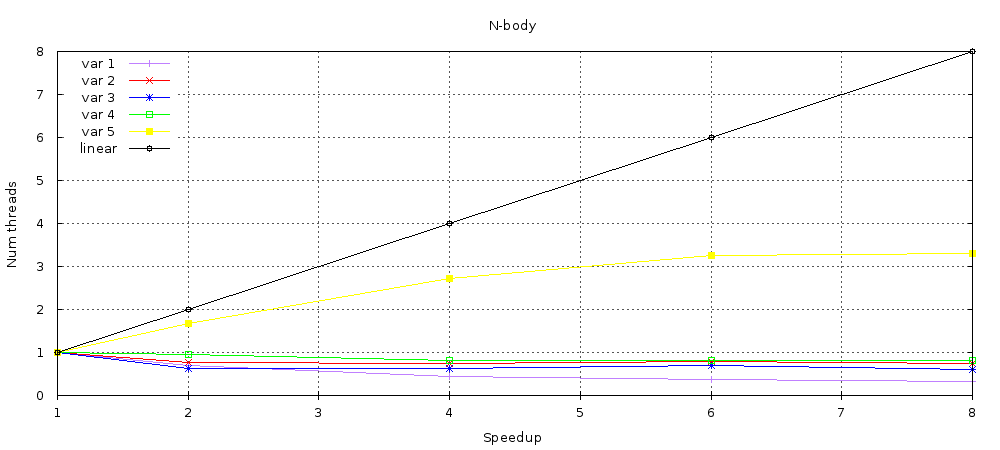 N-body
8
7
6
5
4
3
2
1
0
Num threads
var 1
var 2
var 3
var 4
var 5
linear
1 2 3 4 5 6 7 8
Speedup